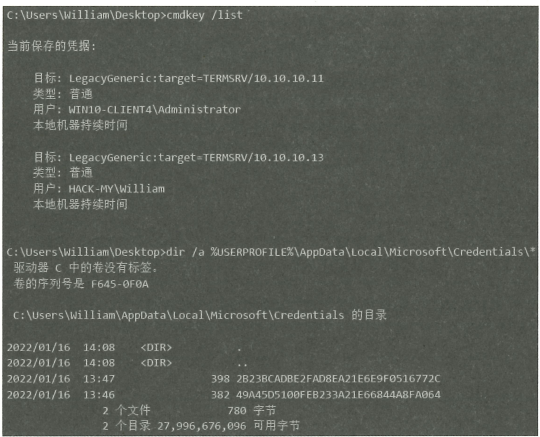 C:\Users\William\Desktop>cmdkey /list
当前保存的凭据:
目标: LegacyGeneric:target=TERMSRV/10.10.10.11
类型: 普通
用户: WIN10-CLIENT4\Administrator
本地机器持续时间
目标: LegacyGeneric:target=TERMSRV/10.10.10.13
类型: 普通
用户: HACK-MY\William
本地机器持续时间
C:\Users\William\Desktop>dir /a %USERPROFILE%\AppData\Local\Microsoft\Credentials\*
驱动器 C 中的卷没有标签。
卷的序列号是 F645-0F0A
C:\Users\William\AppData\Local\Microsoft\Credentials 的目录
2022/01/16 14:08 <DIR> .
2022/01/16 14:08 <DIR> ..
2022/01/16 13:47 398 2B23BCADBE2FAD8EA21E6E9F0516772C
2022/01/16 13:46 382 49A45D5100FEB233A21E66844A8FA064
2 个文件 780 字节
2 个目录 27,996,676,096 可用字节